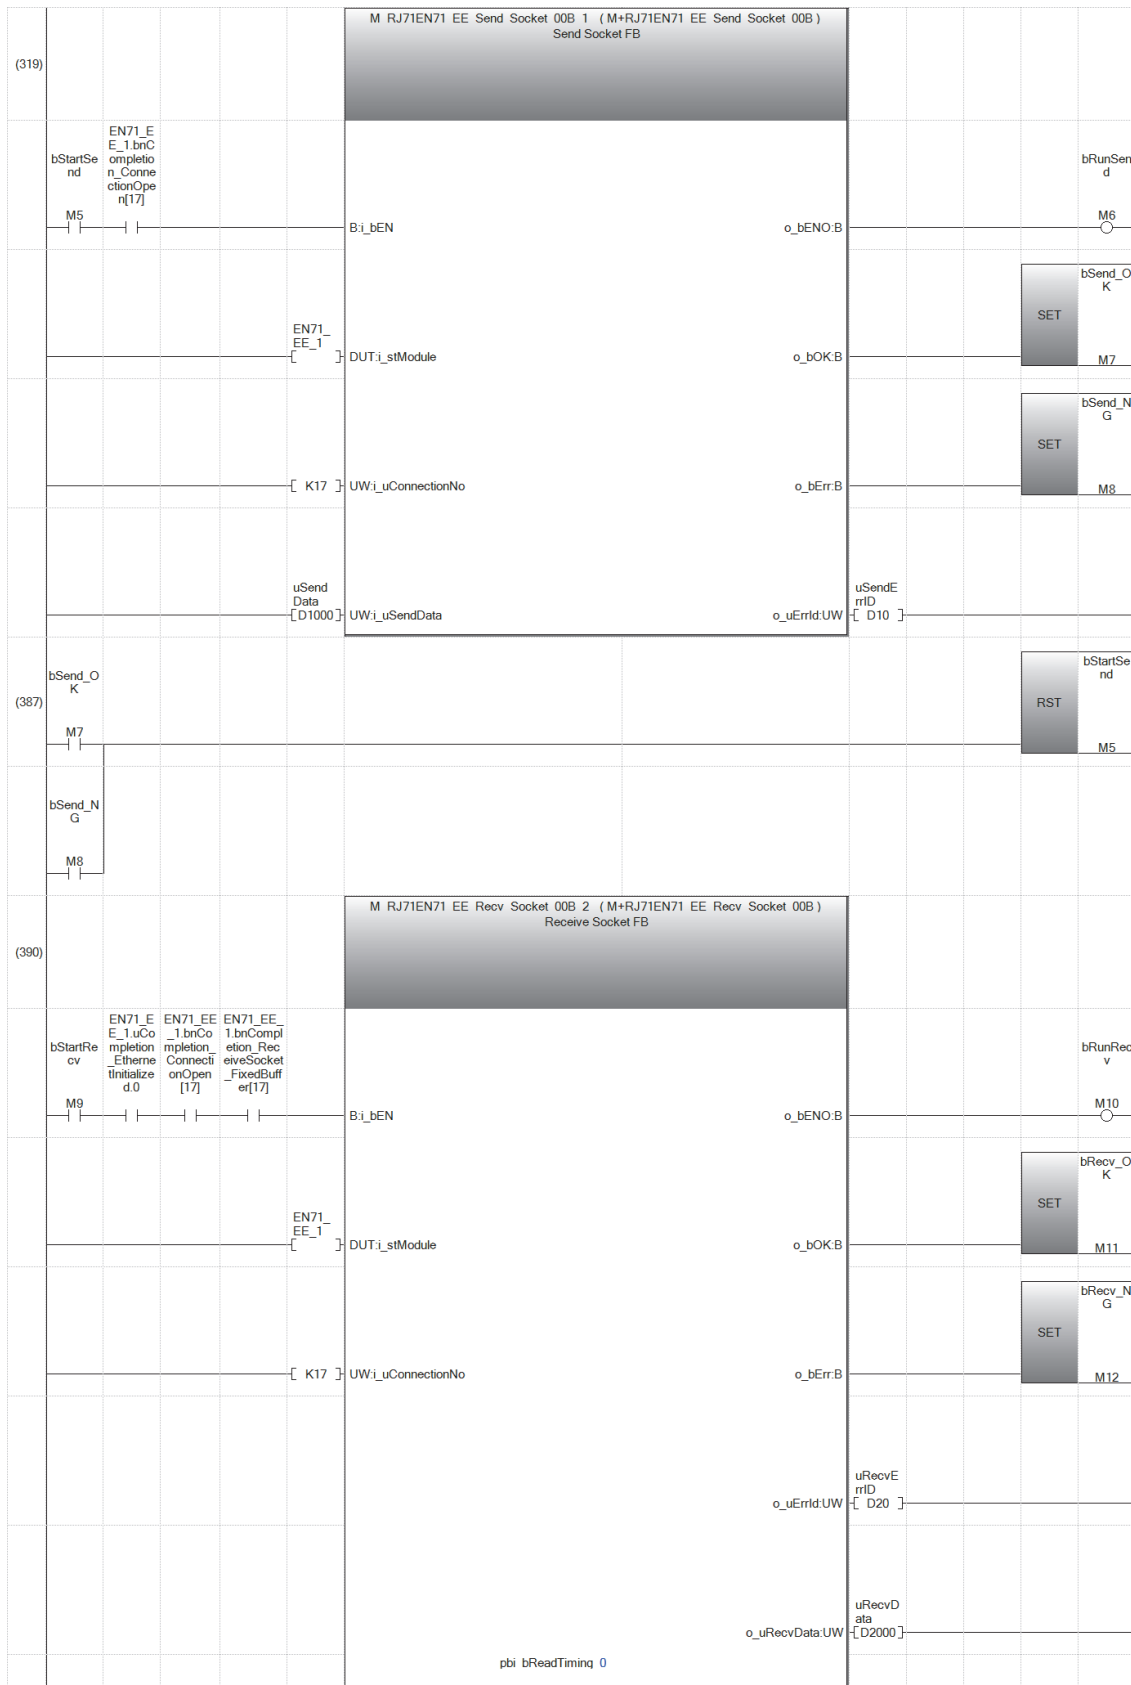 M RJ71EN71 EE Send Socket 00B 1 (M+RJ71EN71 EE Send Socket 00B)
Send Socket FB
(319)
bStartSe
nd
M5
EN71_E
E_1.bnC
ompletio
n_Conne
ctionOpe
n[17]
B:i_bEN
o_bENO:B
bRunSen
d
M6
EN71_
EE_1
DUT:i_stModule
o_bOK:B
SET
bSend_O
K
M7
K17
UW:i_uConnectionNo
o_bErr:B
SET
bSend_N
G
M8
uSend
Data
D1000
UW:i_uSendData
o_uErrId:UW
uSendE
rrID
D10
(387)
bSend_O
K
M7
RST
bStartSe
nd
M5
bSend_N
G
M8
M RJ71EN71 EE Recv Socket 00B 2 (M+RJ71EN71 EE Recv Socket 00B)
Receive Socket FB
(390)
bStartRe
cv
M9
EN71_E
E_1.uCo
mpletion
_Etherne
tInitialize
d.0
EN71_EE
_1.bnCo
mpletion_
Connecti
onOpen
[17]
EN71_EE_
1.bnCompl
etion_Rec
eiveSocket
_FixedBuff
er[17]
B:i_bEN
o_bENO:B
bRunRec
v
M10
EN71_
EE_1
DUT:i_stModule
o_bOK:B
SET
bRecv_O
K
M11
K17
UW:i_uConnectionNo
o_bErr:B
SET
bRecv_N
G
M12
o_uErrId:UW
uRecvE
rrID
D20
o_uRecvData:UW
uRecvD
ata
D2000
pbi bReadTiming 0